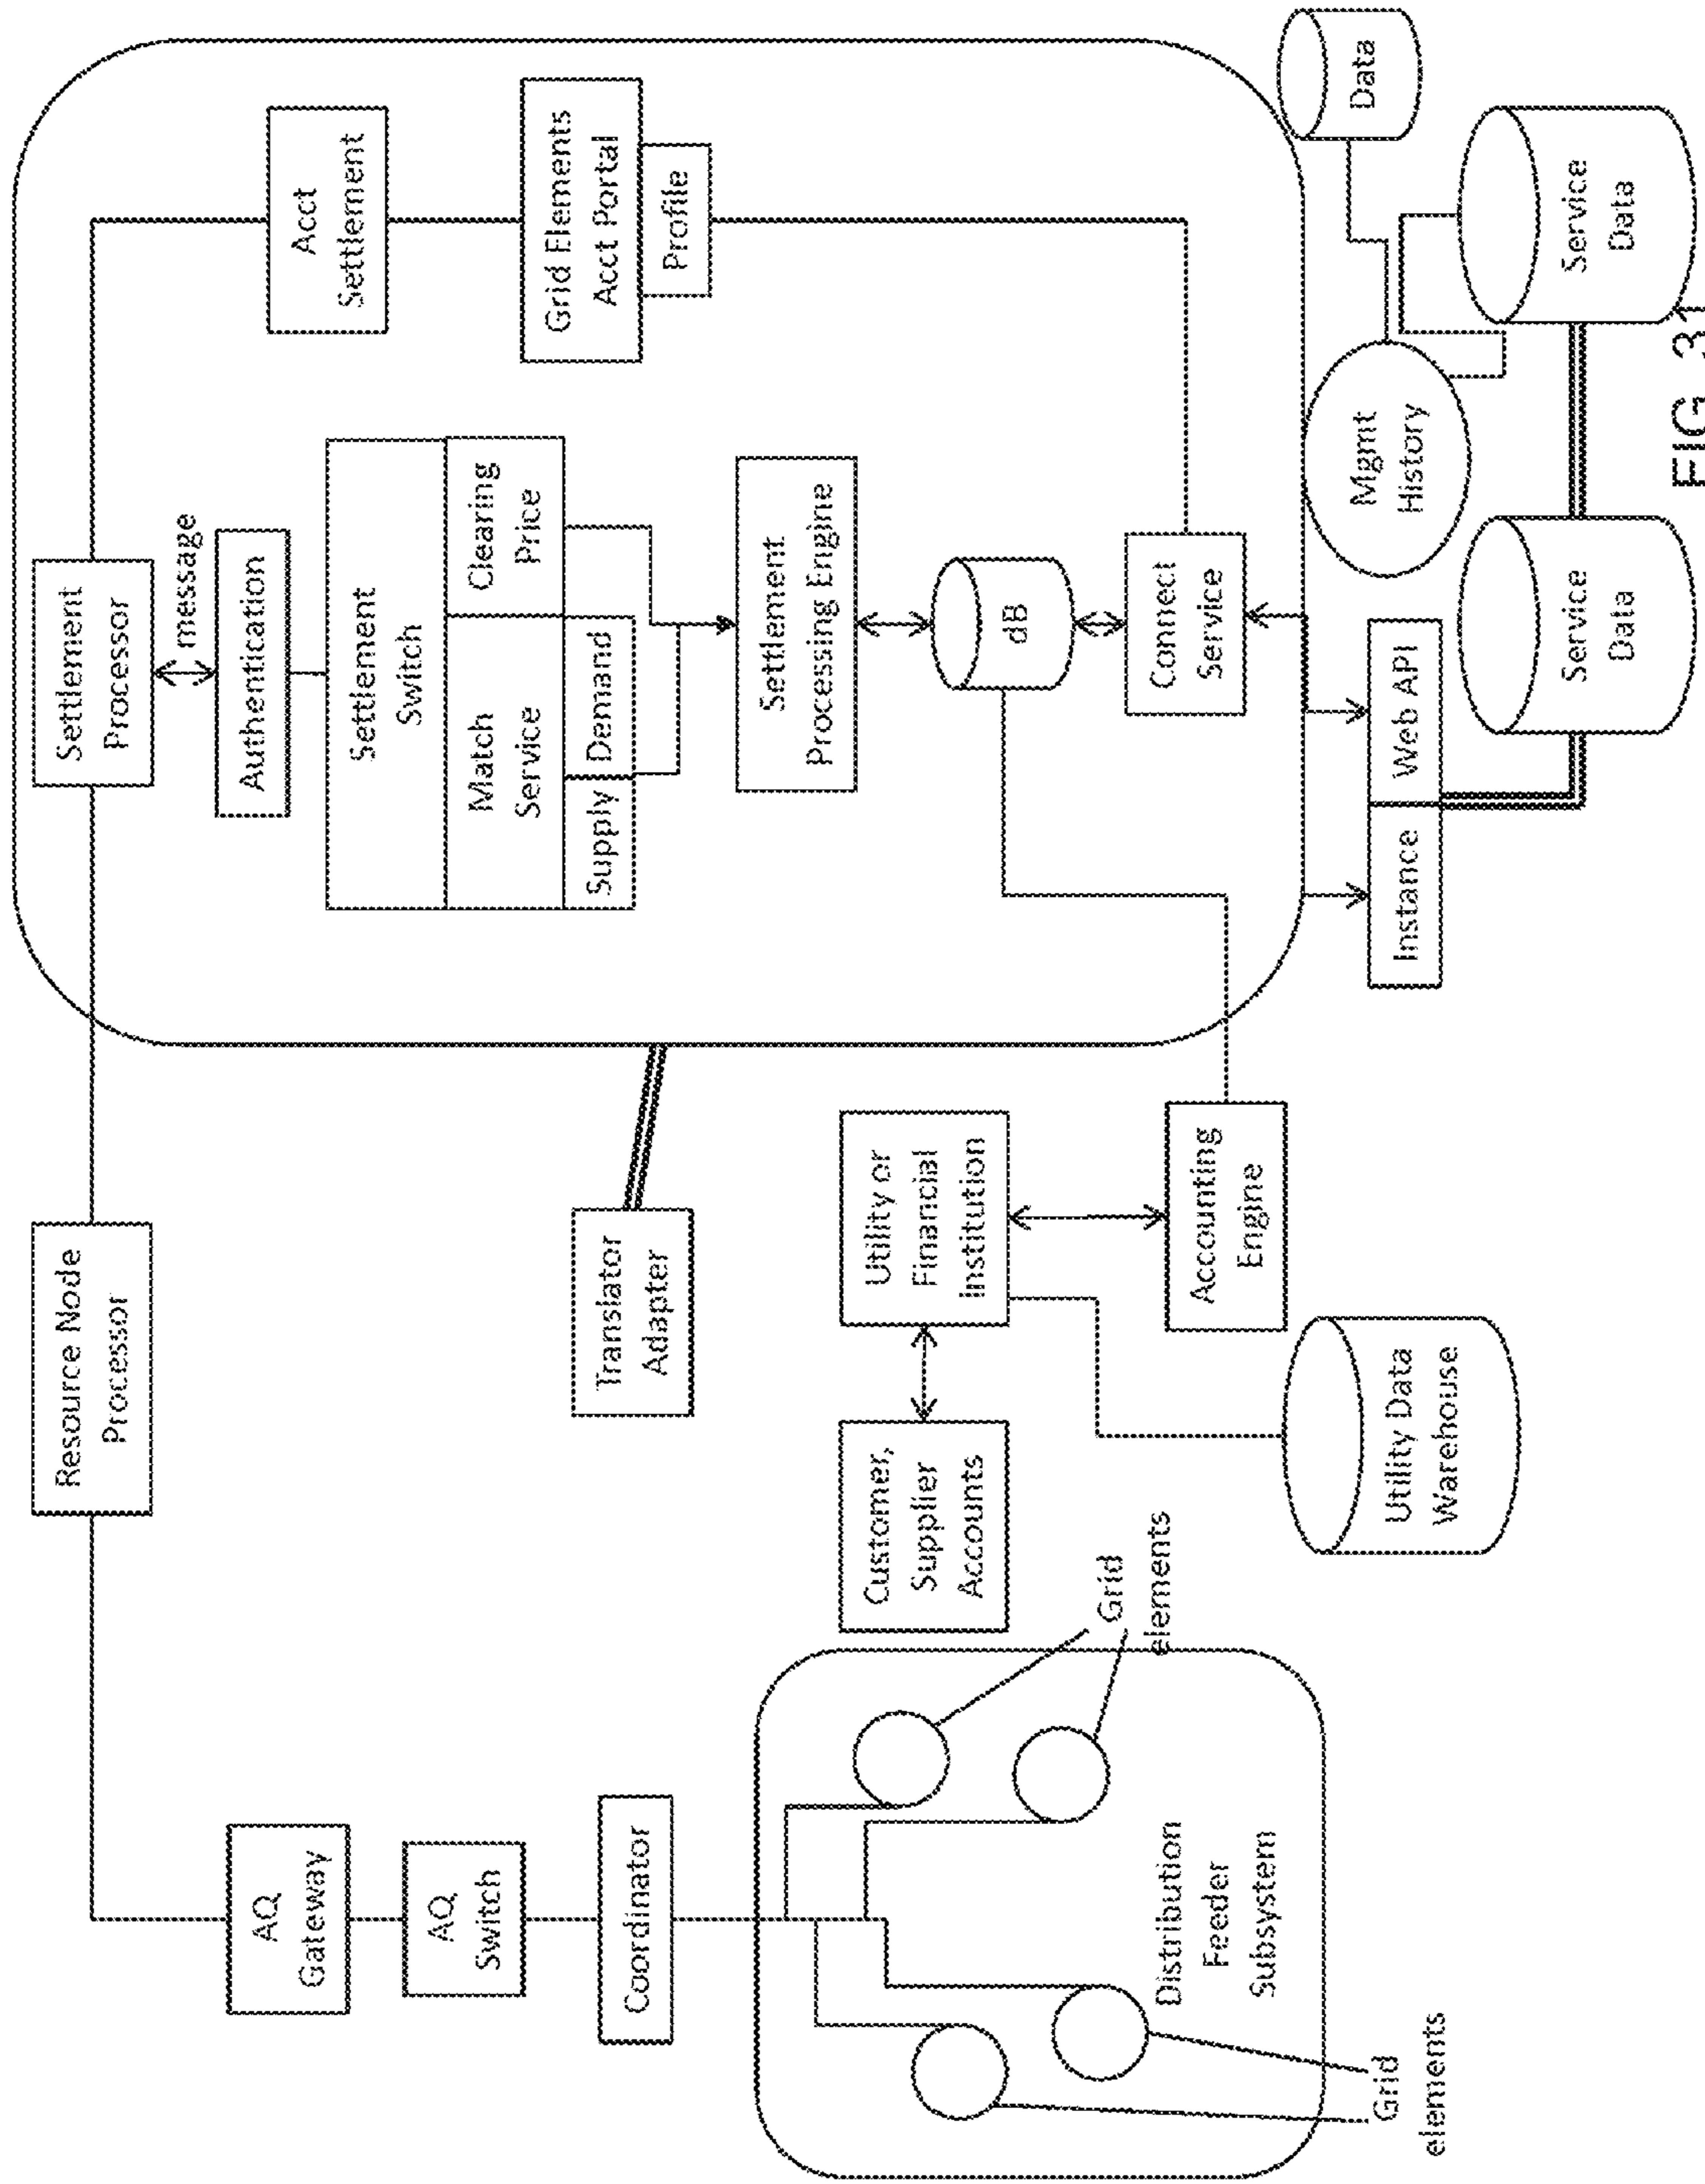 Resource Node
Processor
Settlement
Processor
message
AQ
Gateway
Authentication
Acct
Settlement
AQ
Switch
Settlement
Switch
Match
Service
Clearing
Price
Supply
Demand
Grid Elements
Acct Portal
Profile
Coordinator
Translator
Adapter
Settlement
Processing Engine
Customer,
Supplier
Accounts
Utility or
Financial
Institution
dB
Grid
elements
Distribution
Feeder
Subsystem
Accounting
Engine
Connect
Service
Grid
elements
Utility Data
Warehouse
Instance
Web API
Mgmt
History
Data
Service
Data
Service
Data
FIG. 31